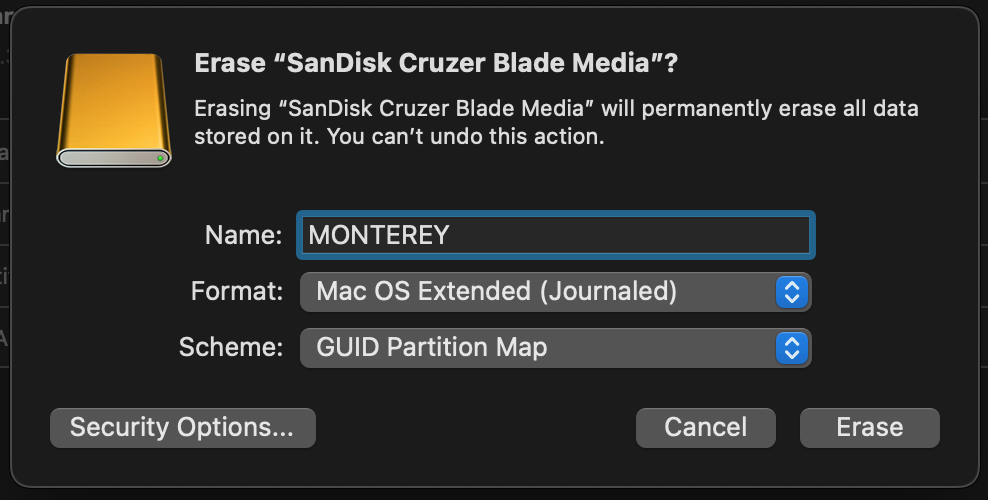 Erase “SanDisk Cruzer Blade Media”?
Erasing “SanDisk Cruzer Blade Media” will permanently erase all data
stored on it. You can’t undo this action.
Name: MONTEREY
Format: Mac OS Extended (Journaled)
Scheme: GUID Partition Map
Security Options... Cancel Erase